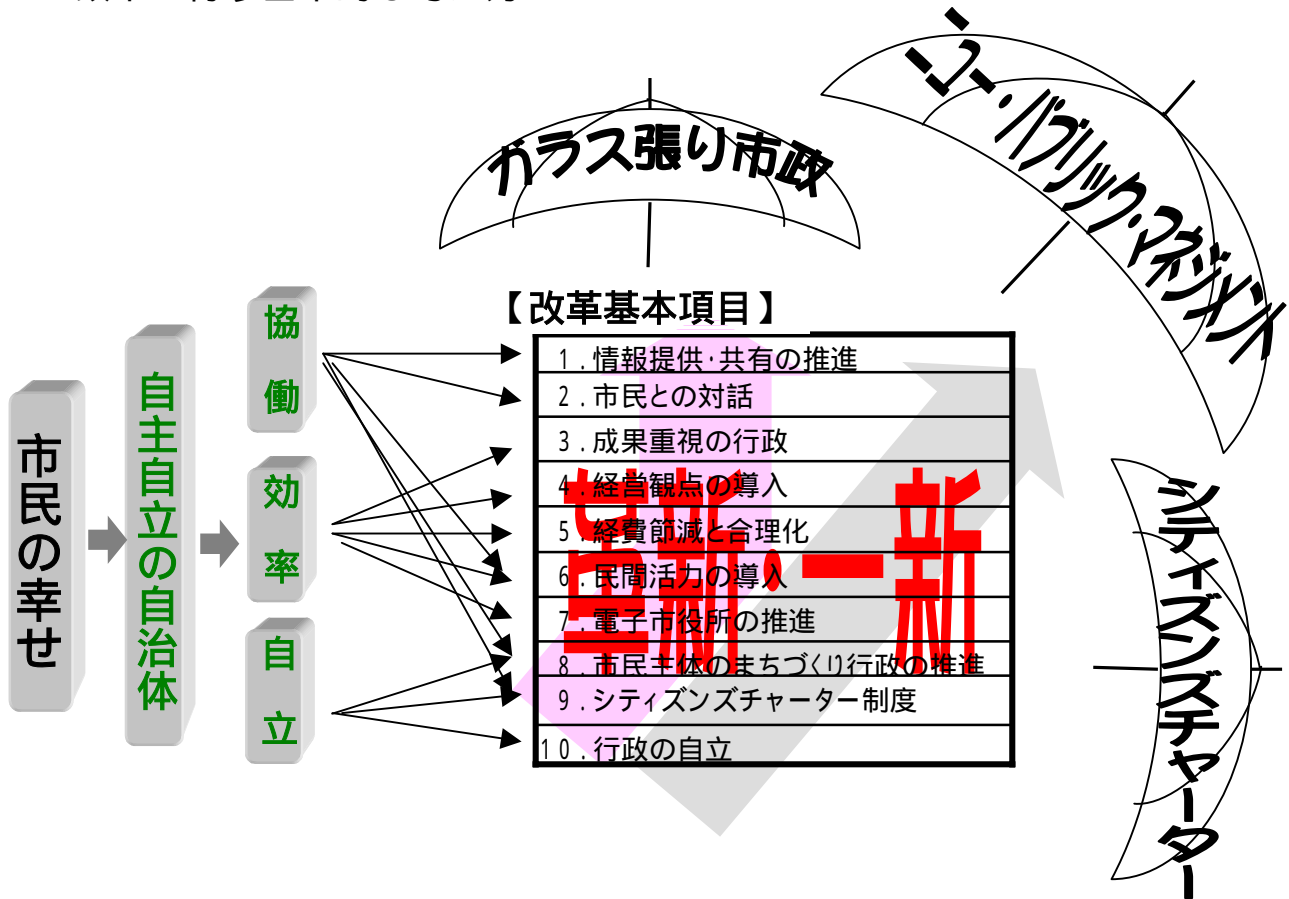 ガラス張り市政
ニュー・パブリック・マネジメント
シティズンズチャーター
市民の幸せ
自主自立の自治体
協働
効率
自立
【改革基本項目】
1.情報提供・共有の推進
2.市民との対話
3.成果重視の行政
4.経営観点の導入
5.経費節減と合理化
6.民間活力の導入
7.電子市役所の推進
8.市民主体のまちづくり行政の推進
9.シティズンズチャーター制度
10.行政の自立
革新・一新